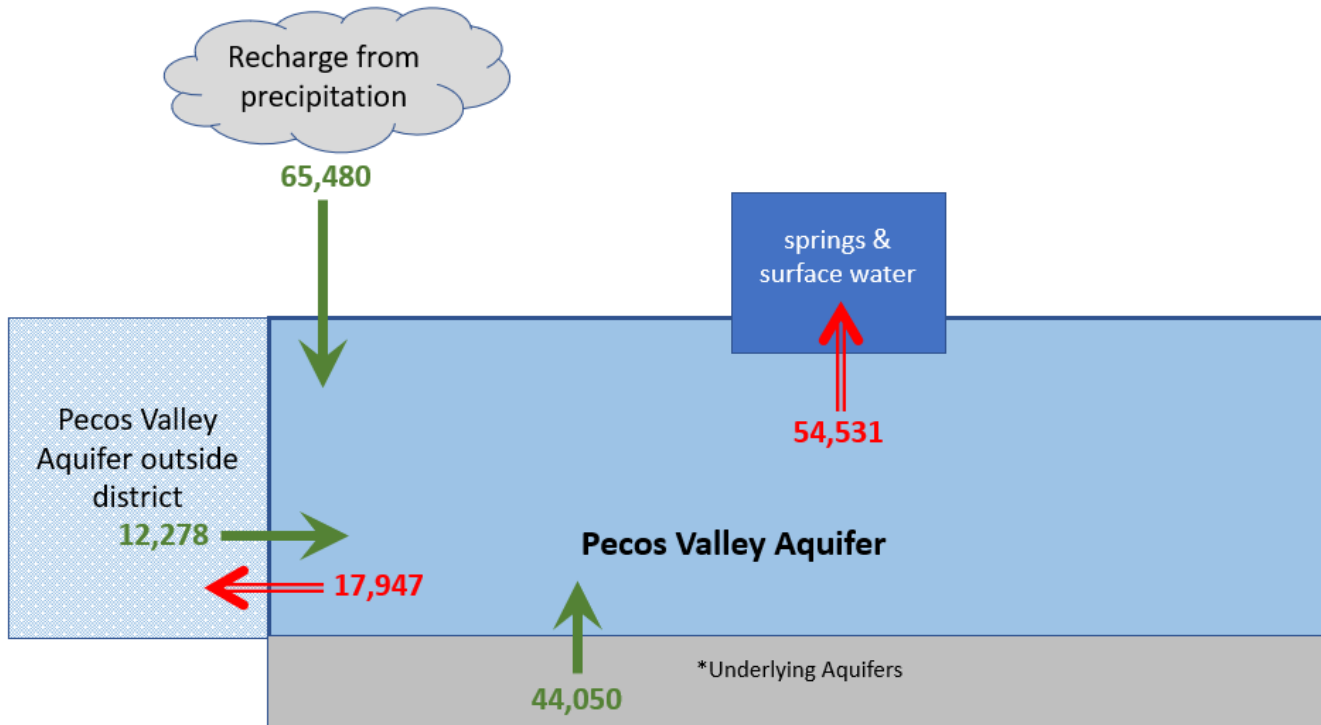 Recharge from
precipitation
65,480
springs &
surface water
54,531
Pecos Valley
Aquifer outside
district
12,278
Pecos Valley Aquifer
17,947
*Underlying Aquifers
44,050